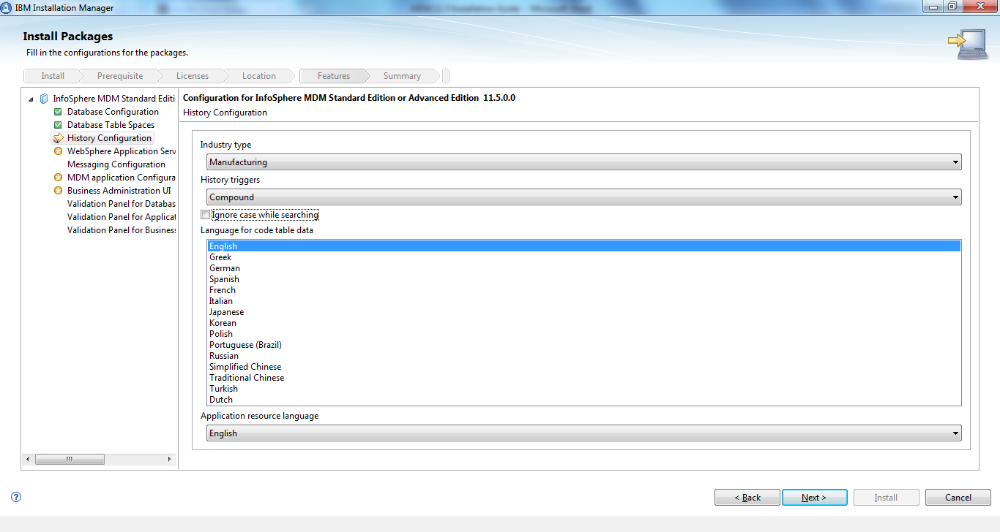 IBM Installation Manager
Install Packages
Fill in the configurations for the packages.
Install
Prerequisite
Licenses
Location
Features
Summary
InfoSphere MDM Standard Editi
Database Configuration
Database Table Spaces
History Configuration
WebSphere Application Serv
Messaging Configuration
MDM application Configura
Business Administration UI
Validation Panel for Databas
Validation Panel for Applicat
Validation Panel for Business
Configuration for InfoSphere MDM Standard Edition or Advanced Edition 11.5.0.0
History Configuration
Industry type
Manufacturing
History triggers
Compound
Ignore case while searching
Language for code table data
English
Greek
German
Spanish
French
Italian
Japanese
Korean
Polish
Portuguese (Brazil)
Russian
Simplified Chinese
Traditional Chinese
Turkish
Dutch
Application resource language
English
?
< Back
Next >
Install
Cancel